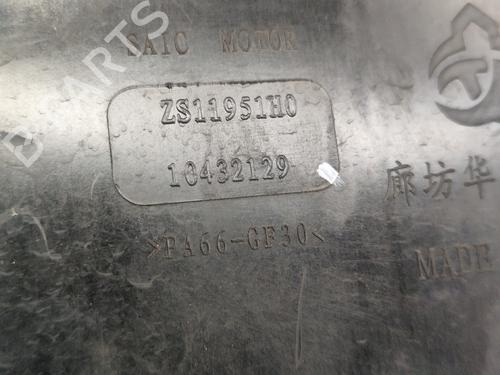 SAIC MOTOR
ZS11951H0
10432129
廊坊华
>PA66-GF30<
MADE